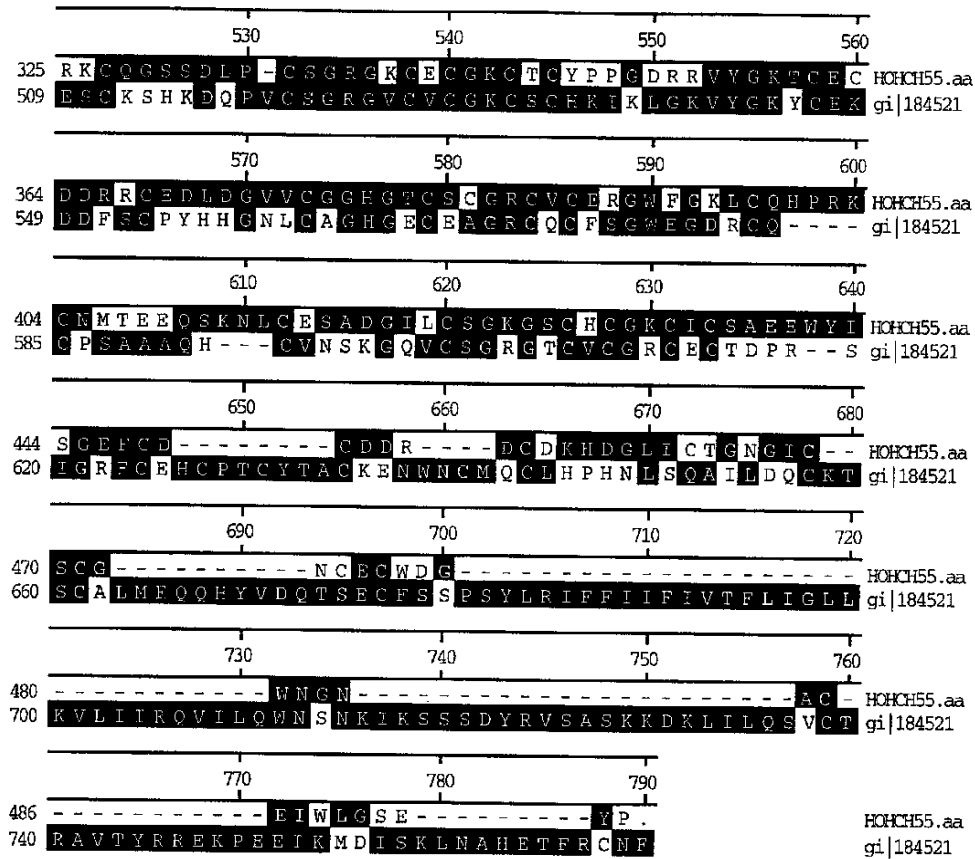 530 540 550 560
325 RKCQGSSDLP-CSGRGKCECGKCTCYPPGDRRVYGKTCEC HOHCH55.aa
509 ESCKSHKDQPVCSGRGVCVCGKCSCHKIKLGKVYGKYCEK gi|184521
570 580 590 600
364 DDRRCEDLDGVVCGGHGTCSCGRCVCERGWFGKLCQHPRK HOHCH55.aa
549 DDFSCPYHHGNLCAGHGECEAGRCQCFSGWEGDRCQ---- gi|184521
610 620 630 640
404 CNMTEEQSKNLCESADGILCSGKGSCHCGKCICSAEEWYI HOHCH55.aa
585 CPSAAAQH---CVNSKGQVCSGRGTCVCGRCECTDPR--S gi|184521
650 660 670 680
444 SGEFCD--------CDDR----DCDKHDGLICTGNGIC-- HOHCH55.aa
620 IGRFCEHCPTCYTACKENWNCMQCLHPHNLSQAILDQCKT gi|184521
690 700 710 720
470 SCG----------NCECWDG-------------------- HOHCH55.aa
660 SCALMEQQHYVDQTSECFSSPSYLRIFFIIFIVTFLIGLL gi|184521
730 740 750 760
480 -----------WNGN----------------------AC- HOHCH55.aa
700 KVLIIRQVILQWNSNKIKSSSDYRVSASKKDKLILQSVCT gi|184521
770 780 790
486 -----------EIWLGSE---------YP. HOHCH55.aa
740 RAVTYRREKPEEIKMDISKLNAHETFRCNF gi|184521